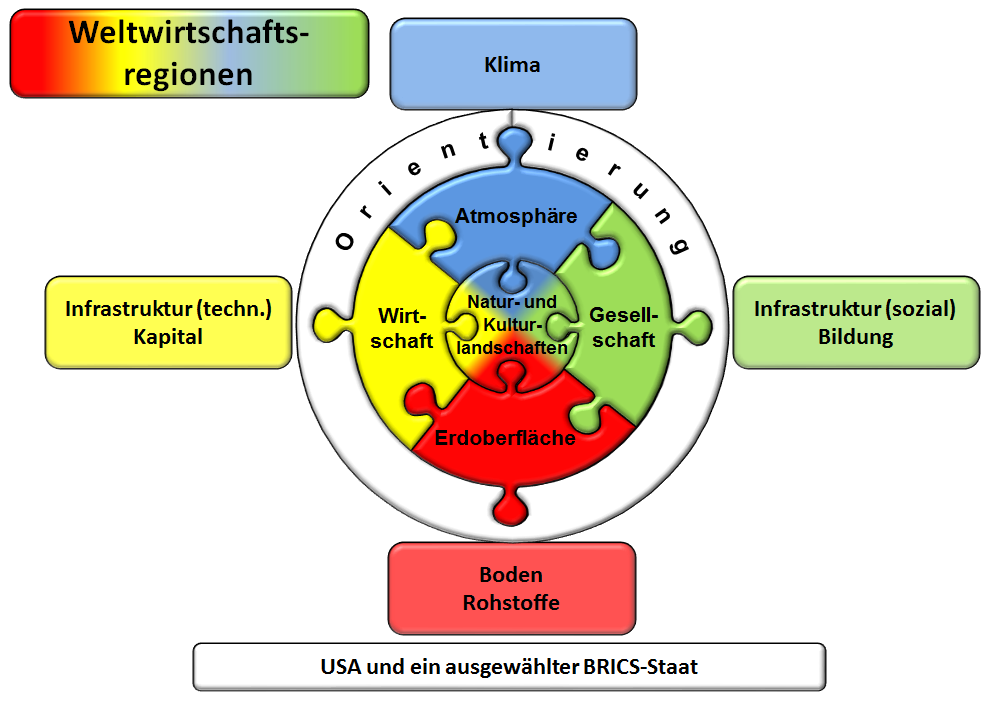 Weltwirtschafts-
regionen
Klima
Orientierung
Atmosphäre
Infrastruktur (techn.)
Kapital
Wirt-
schaft
Natur- und
Kultur-
landschaften
Gesell-
schaft
Infrastruktur (sozial)
Bildung
Erdoberfläche
Boden
Rohstoffe
USA und ein ausgewählter BRICS-Staat